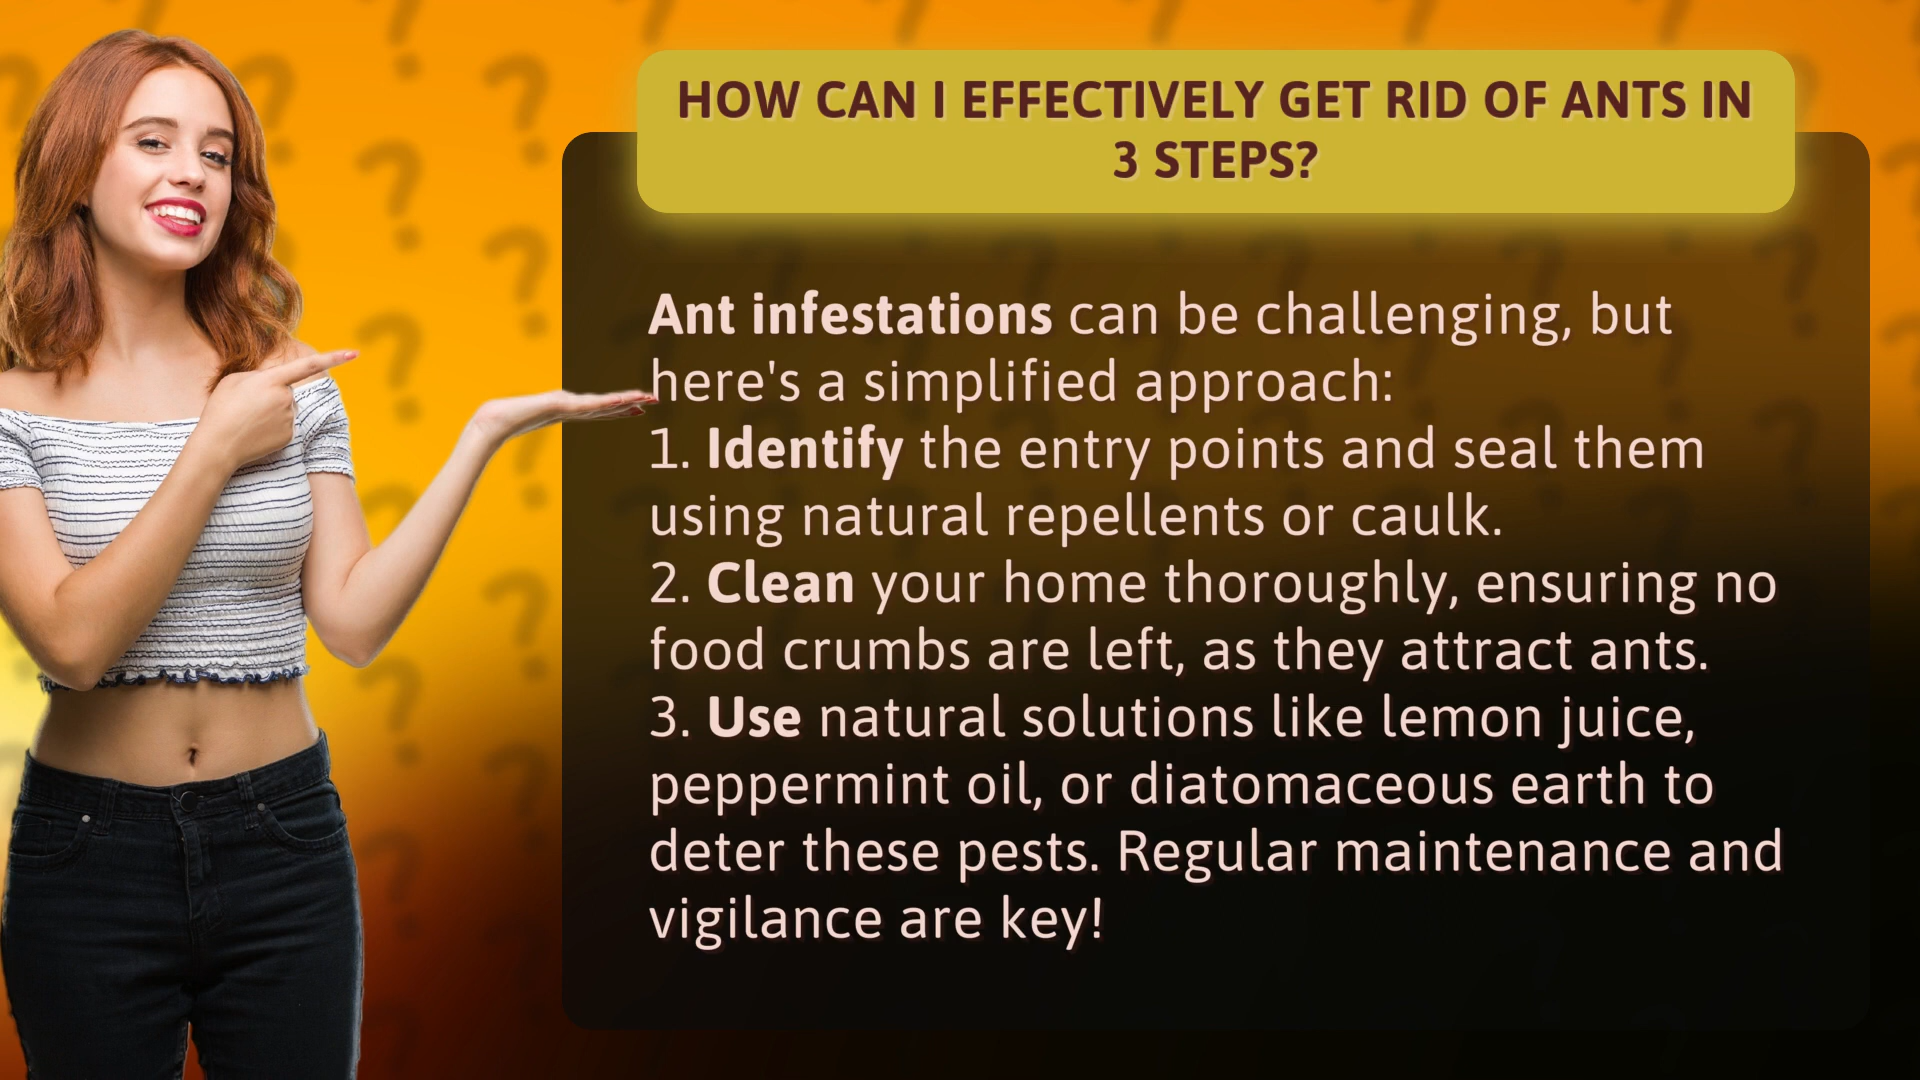 HOW CAN I EFFECTIVELY GET RID OF ANTS IN
3 STEPS?
Ant infestations can be challenging, but
here's a simplified approach:
1. Identify the entry points and seal them
using natural repellents or caulk.
2. Clean your home thoroughly, ensuring no
food crumbs are left, as they attract ants.
3. Use natural solutions like lemon juice,
peppermint oil, or diatomaceous earth to
deter these pests. Regular maintenance and
vigilance are key!